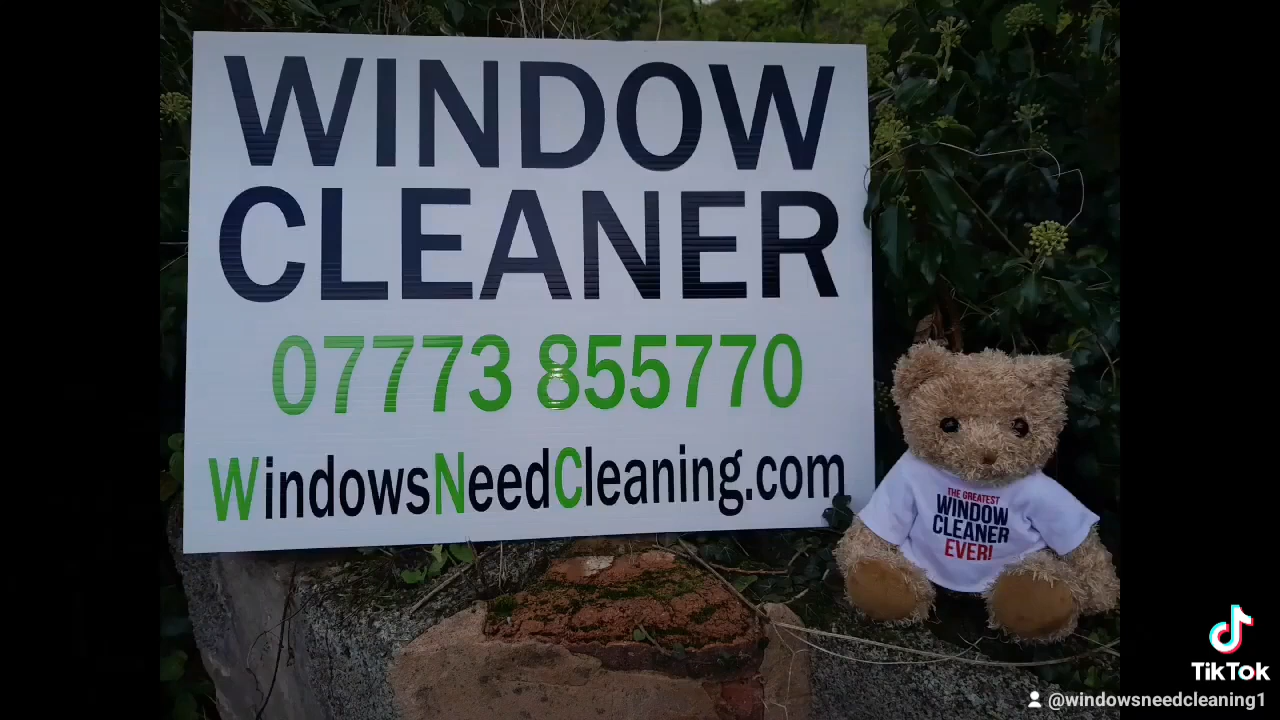 WINDOW
CLEANER
07773 855770
WindowsNeedCleaning.com
THE GREATEST
WINDOW
CLEANER
EVER!
TikTok
@windowsneedcleaning1